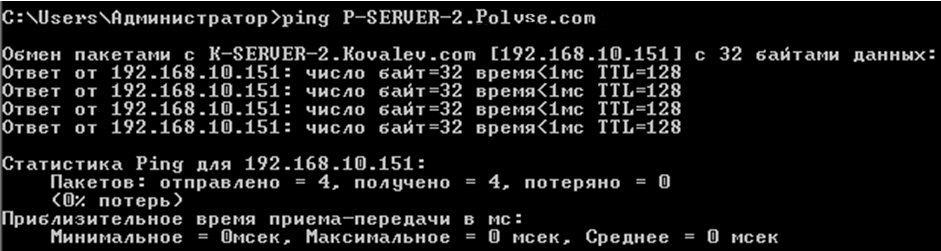 C:\Users\Администратор>ping P-SERVER-2.Polvse.com
Обмен пакетами с K-SERVER-2.Kovalev.com [192.168.10.151] с 32 байтами данных:
Ответ от 192.168.10.151: число байт=32 время<1мс TTL=128
Ответ от 192.168.10.151: число байт=32 время<1мс TTL=128
Ответ от 192.168.10.151: число байт=32 время<1мс TTL=128
Ответ от 192.168.10.151: число байт=32 время<1мс TTL=128
Статистика Ping для 192.168.10.151:
Пакетов: отправлено = 4, получено = 4, потеряно = 0
(0% потерь)
Приблизительное время приема-передачи в мс:
Минимальное = 0мсек, Максимальное = 0 мсек, Среднее = 0 мсек